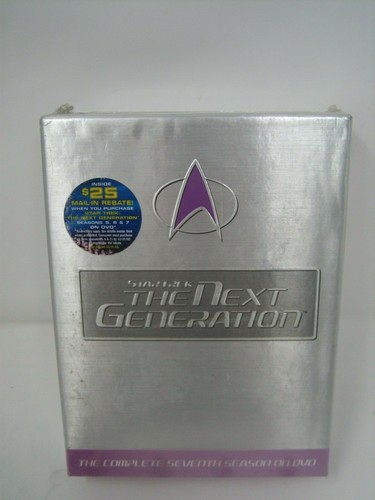 INSIDE
$25
MAIL-IN REBATE!
WHEN YOU PURCHASE
STAR TREK:
THE NEXT GENERATION
SEASONS 5, 6 & 7
ON DVD*
STAR TREK
THE NEXT
GENERATION
THE COMPLETE SEVENTH SEASON ON DVD